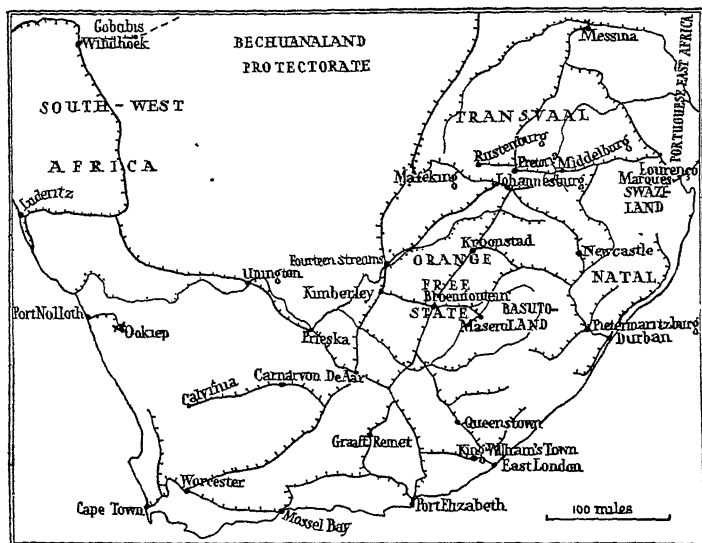 Gobabis
Windhoek
BECHUANALAND
PROTECTORATE
Messina
PORTUGUESE EAST AFRICA
SOUTH-WEST
AFRICA
TRANSVAAL
Rustenburg
Pretoria
Middelburg
Mafeking
Johannesburg
Lourenço
Marques
SWAZI-
LAND
Luderitz
Fourteen Streams
Kroonstad
ORANGE
FREE
STATE
Newcastle
NATAL
Upington
Kimberley
Bloemfontein
BASUTO-
LAND
Maseru
Port Nolloth
Ookiep
Prieska
Pietermaritzburg
Durban
Calvinia
Carnarvon
De Aar
Queenstown
Graaff Remet
King William's Town
East London
Worcester
Cape Town
Mossel Bay
Port Elizabeth
100 miles